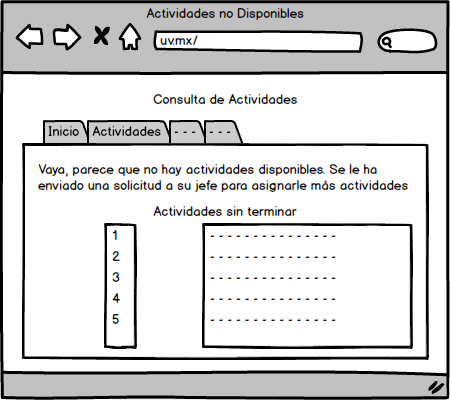 Actividades no Disponibles
uv.mx/
Consulta de Actividades
Inicio Actividades - - - - - -
Vaya, parece que no hay actividades disponibles. Se le ha
enviado una solicitud a su jefe para asignarle más actividades
Actividades sin terminar
1 - - - - - - - - - - - - - - -
2 - - - - - - - - - - - - - - -
3 - - - - - - - - - - - - - - -
4 - - - - - - - - - - - - - - -
5 - - - - - - - - - - - - - - -